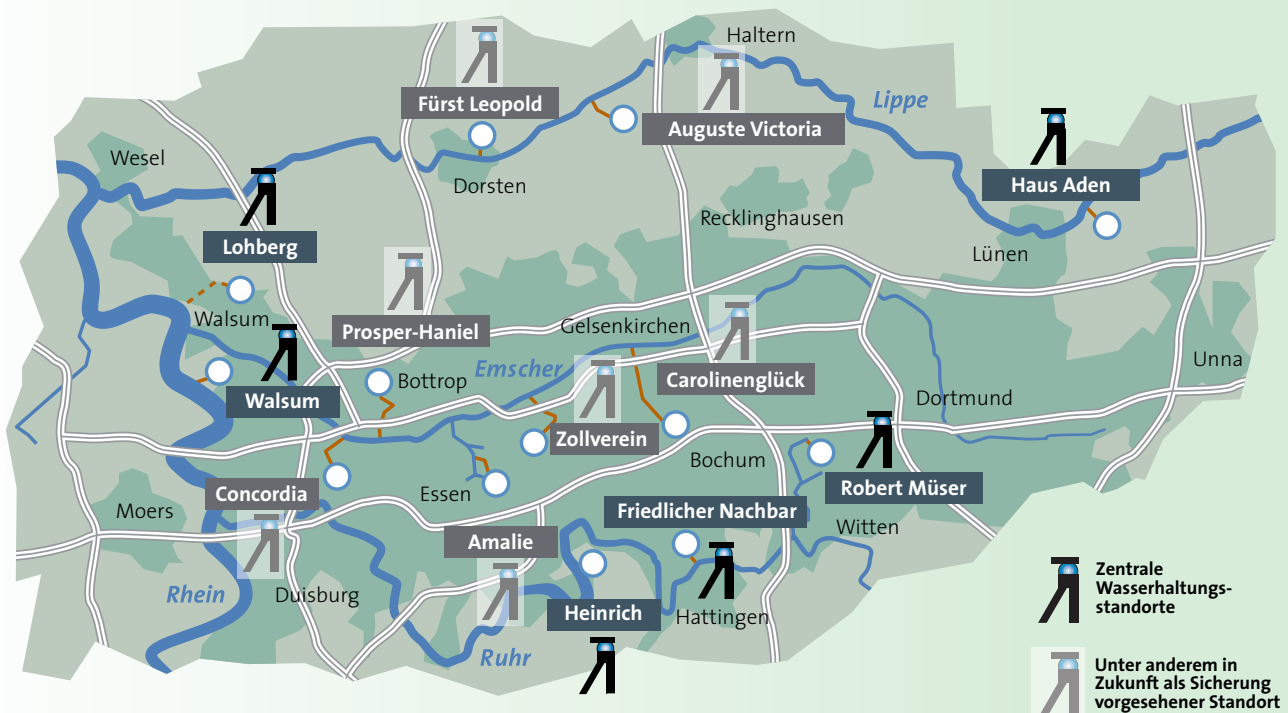 Haltern
Fürst Leopold
Lippe
Auguste Victoria
Wesel
Dorsten
Haus Aden
Recklinghausen
Lohberg
Lünen
Walsum
Prosper-Haniel
Gelsenkirchen
Emscher
Carolinenglück
Unna
Bottrop
Walsum
Dortmund
Zollverein
Bochum
Concordia
Essen
Robert Müser
Moers
Friedlicher Nachbar
Witten
Amalie
Rhein
Duisburg
Heinrich
Hattingen
Ruhr
Zentrale
Wasserhaltungs-
standorte
Unter anderem in
Zukunft als Sicherung
vorgesehener Standort